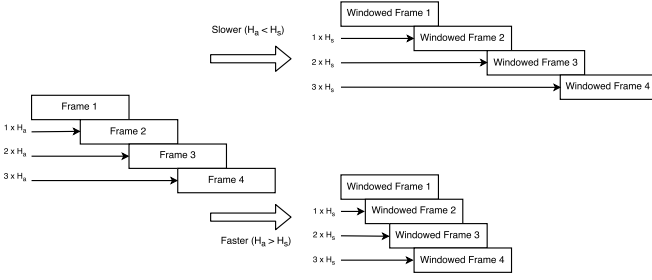 Slower (Hₐ < Hₛ)
Windowed Frame 1
1 x Hₛ
Windowed Frame 2
2 x Hₛ
Windowed Frame 3
3 x Hₛ
Windowed Frame 4
Frame 1
1 x Hₐ
Frame 2
2 x Hₐ
Frame 3
3 x Hₐ
Frame 4
Faster (Hₐ > Hₛ)
Windowed Frame 1
1 x Hₛ
Windowed Frame 2
2 x Hₛ
Windowed Frame 3
3 x Hₛ
Windowed Frame 4